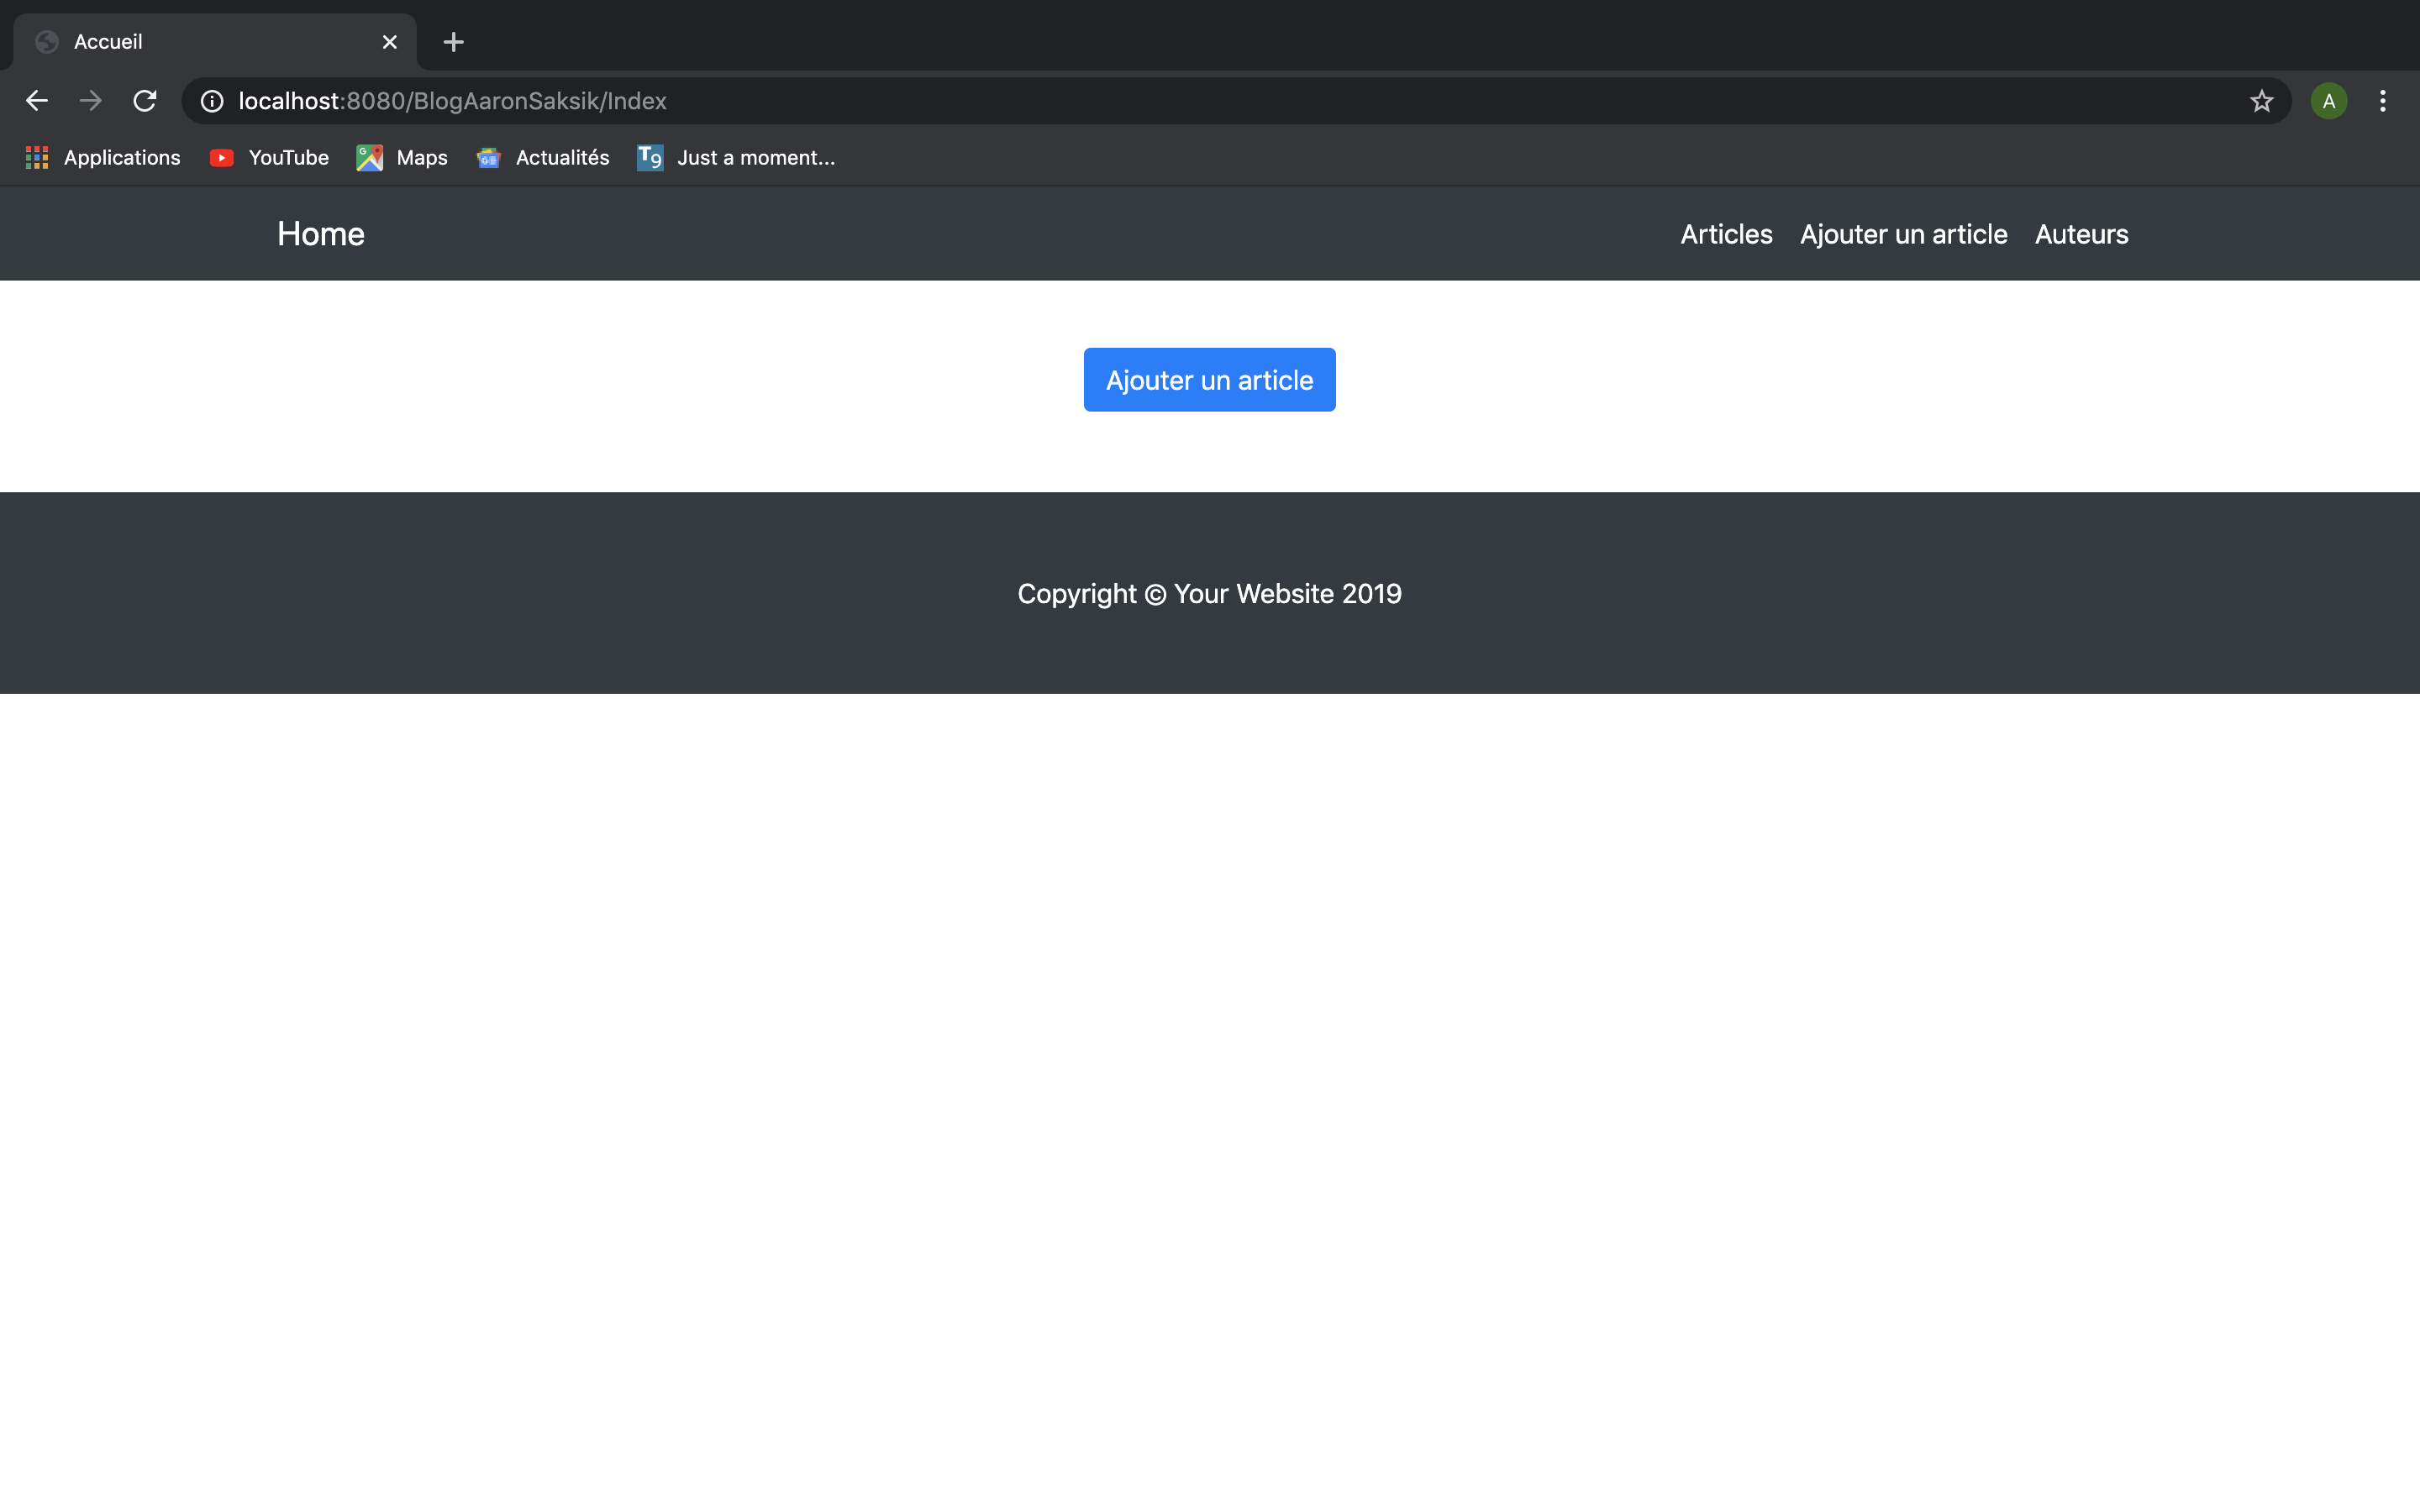 Accueil
localhost:8080/BlogAaronSaksik/Index
A
Applications YouTube Maps Actualités Just a moment...
Home Articles Ajouter un article Auteurs
Ajouter un article
Copyright © Your Website 2019